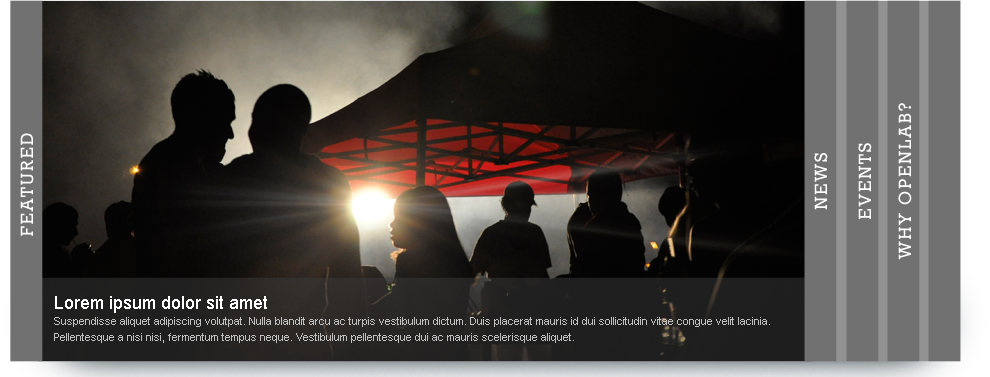 FEATURED
Lorem ipsum dolor sit amet
Suspendisse aliquet adipiscing volutpat. Nulla blandit arcu ac turpis vestibulum dictum. Duis placerat mauris id dui sollicitudin vitae congue velit lacinia.
Pellentesque a nisi nisi, fermentum tempus neque. Vestibulum pellentesque dui ac mauris scelerisque aliquet.
NEWS
EVENTS
WHY OPENLAB?